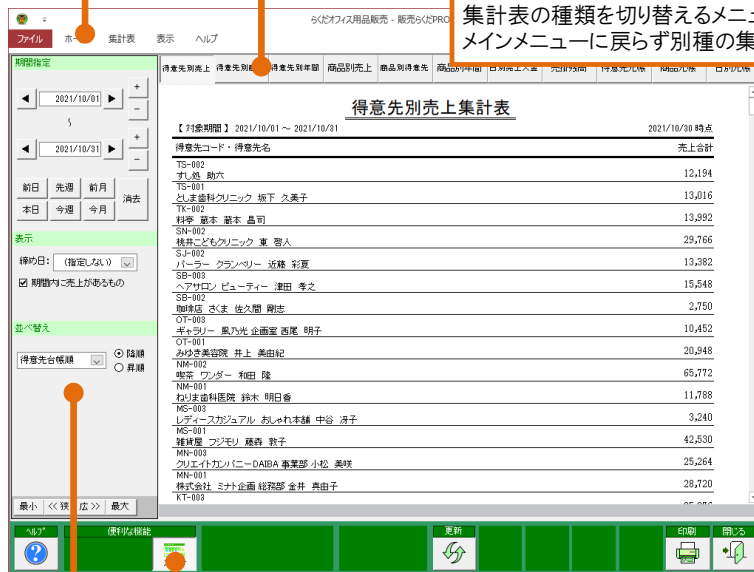 集計表の種類を切り替えるメニュ
メインメニューに戻らず別種の集
らくだオフィス用品販売 - 販売らくだPRO
ファイル ホーム 集計表 表示 ヘルプ
期間指定
得意先別売上 得意先別 得意先別年間 商品別売上 商品別得意先 商品別年間
2021/10/01
+
-
～
2021/10/31
+
-
前日 先週 前月 消去
本日 今週 今月
表示
締め日： (指定しない)
期間内に売上があるもの
並べ替え
得意先台帳順 降順
昇順
最小 <<狭 広>> 最大
得意先別売上集計表
【 対象期間 】 2021/10/01 ～ 2021/10/31 2021/10/30 時点
得意先コード・得意先名 売上合計
TS-002
すし処 助六 12,194
TS-001
としま歯科クリニック 坂下 久美子 13,016
TK-002
料亭 蔵本 蔵本 昌司 13,992
SN-002
桃井こどもクリニック 東 啓人 29,766
SJ-002
パーラー クランベリー 近藤 彩夏 13,382
SB-003
ヘアサロン ビューティー 津田 孝之 15,548
SB-002
珈琲店 さくま 佐久間 剛志 2,750
OT-003
ギャラリー 風乃光 企画室 西尾 明子 10,452
OT-001
みゆき美容院 井上 美由紀 20,948
NM-002
喫茶 ワンダー 和田 隆 65,772
NM-001
ねりま歯科医院 鈴木 明日香 11,788
MS-003
レディースカジュアル おしゃれ本舗 中谷 冴子 3,240
MS-001
雑貨屋 フジモリ 藤森 敦子 42,530
MN-003
クリエイトカンパニーDAIBA 事業部 小松 美咲 25,264
MN-001
株式会社 ミナト企画 総務部 金井 真由子 28,720
KT-003
ヘルプ 便利な機能 更新 印刷 閉じる